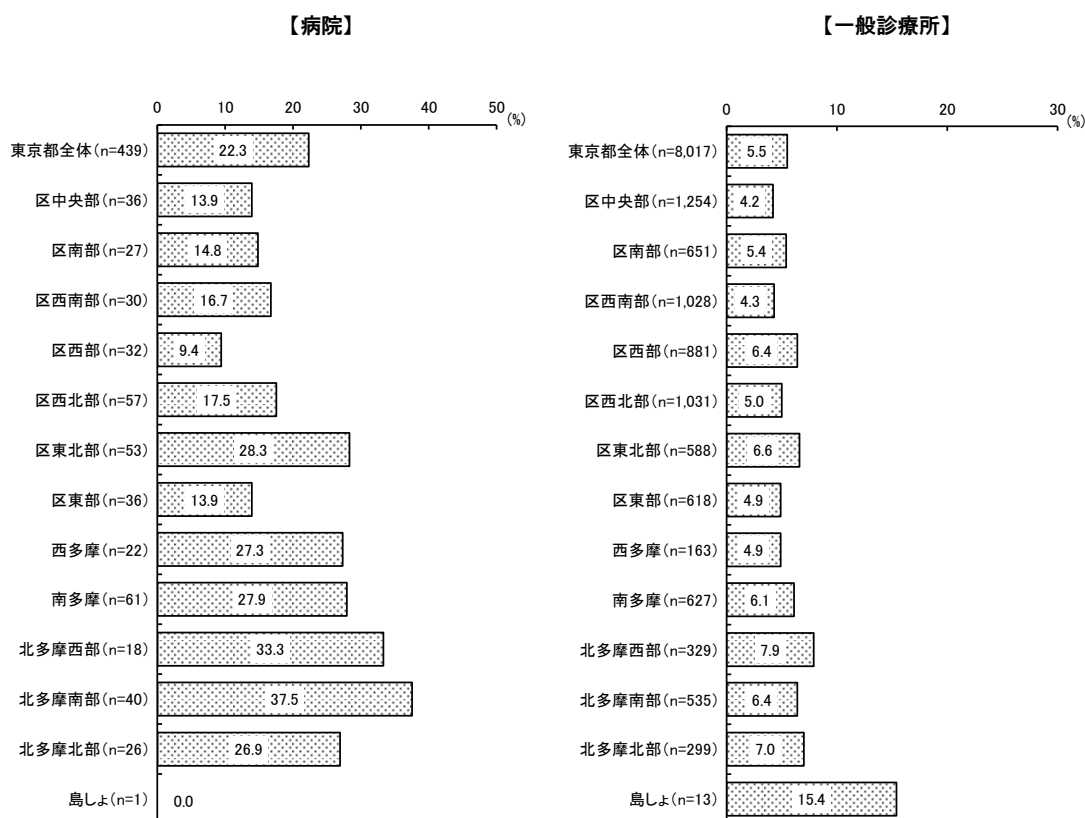 【病院】
0 10 20 30 40 50
(%)
東京都全体(n=439) 22.3
区中央部(n=36) 13.9
区南部(n=27) 14.8
区西南部(n=30) 16.7
区西部(n=32) 9.4
区西北部(n=57) 17.5
区東北部(n=53) 28.3
区東部(n=36) 13.9
西多摩(n=22) 27.3
南多摩(n=61) 27.9
北多摩西部(n=18) 33.3
北多摩南部(n=40) 37.5
北多摩北部(n=26) 26.9
島しょ(n=1) 0.0
【一般診療所】
0 10 20 30
(%)
東京都全体(n=8,017) 5.5
区中央部(n=1,254) 4.2
区南部(n=651) 5.4
区西南部(n=1,028) 4.3
区西部(n=881) 6.4
区西北部(n=1,031) 5.0
区東北部(n=588) 6.6
区東部(n=618) 4.9
西多摩(n=163) 4.9
南多摩(n=627) 6.1
北多摩西部(n=329) 7.9
北多摩南部(n=535) 6.4
北多摩北部(n=299) 7.0
島しょ(n=13) 15.4